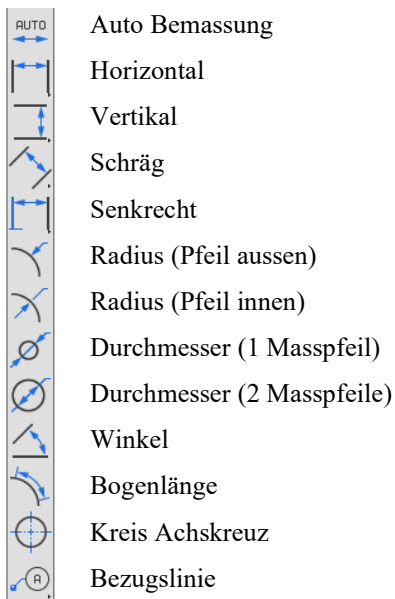 AUTO Auto Bemassung
Horizontal
Vertikal
Schräg
Senkrecht
Radius (Pfeil aussen)
Radius (Pfeil innen)
Durchmesser (1 Masspfeil)
Durchmesser (2 Masspfeile)
Winkel
Bogenlänge
Kreis Achskreuz
A Bezugslinie